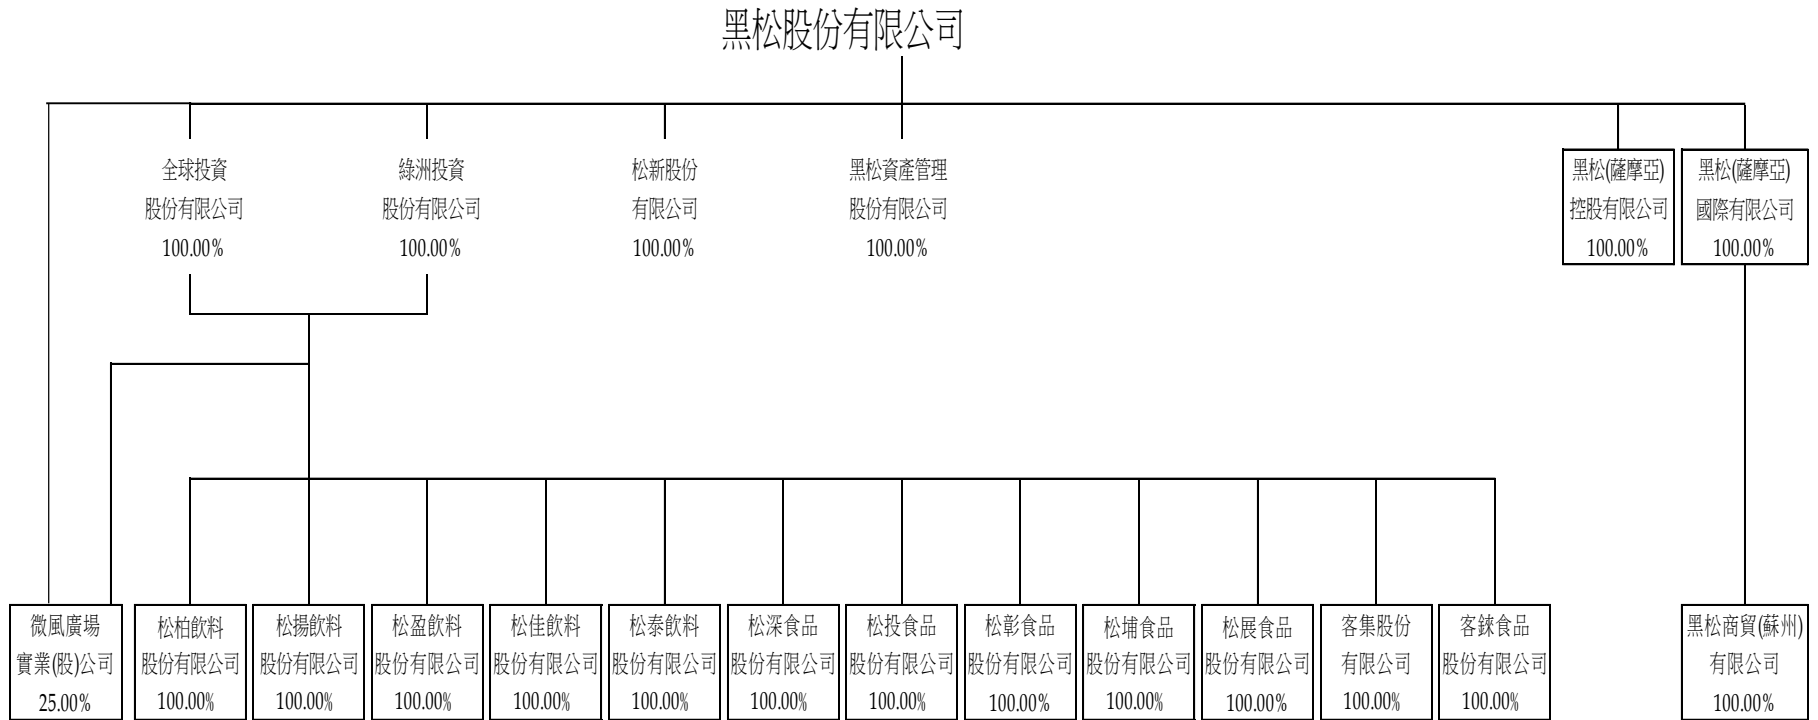 黑松股份有限公司
全球投資
股份有限公司
100.00%
綠洲投資
股份有限公司
100.00%
松新股份
有限公司
100.00%
黑松資產管理
股份有限公司
100.00%
黑松(薩摩亞)
控股有限公司
100.00%
黑松(薩摩亞)
國際有限公司
100.00%
微風廣場
實業(股)公司
25.00%
松柏飲料
股份有限公司
100.00%
松揚飲料
股份有限公司
100.00%
松盈飲料
股份有限公司
100.00%
松佳飲料
股份有限公司
100.00%
松泰飲料
股份有限公司
100.00%
松深食品
股份有限公司
100.00%
松投食品
股份有限公司
100.00%
松彰食品
股份有限公司
100.00%
松埔食品
股份有限公司
100.00%
松展食品
股份有限公司
100.00%
客集股份
有限公司
100.00%
客錸食品
股份有限公司
100.00%
黑松商貿(蘇州)
有限公司
100.00%